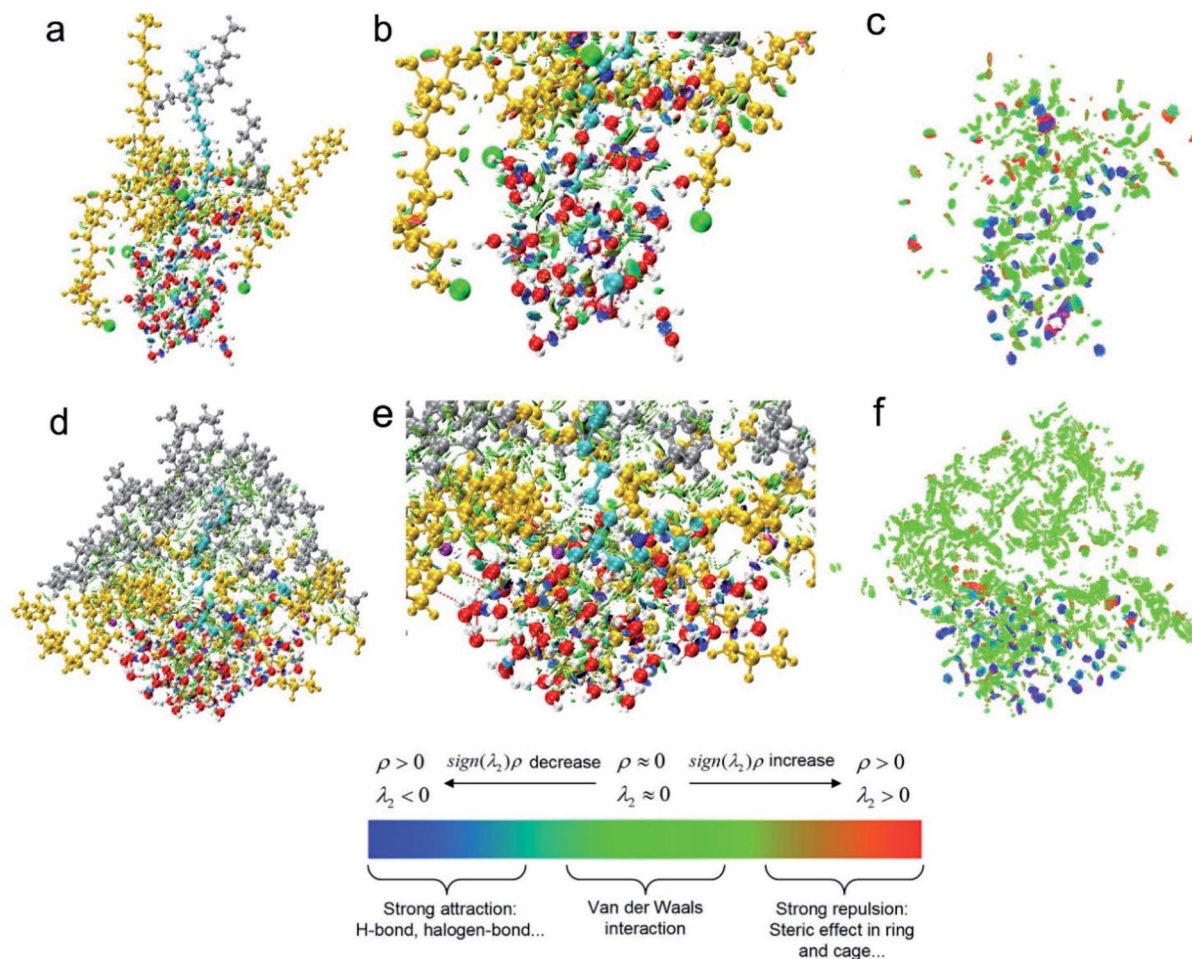 a
b
c
d
e
f
ρ > 0 sign(λ₂)ρ decrease ρ ≈ 0 sign(λ₂)ρ increase ρ > 0
λ₂ < 0 λ₂ ≈ 0 λ₂ > 0
Strong attraction:
H-bond, halogen-bond...
Van der Waals
interaction
Strong repulsion:
Steric effect in ring
and cage...